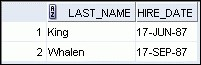 LAST_NAME HIRE_DATE
1 King 17-JUN-87
2 Whalen 17-SEP-87